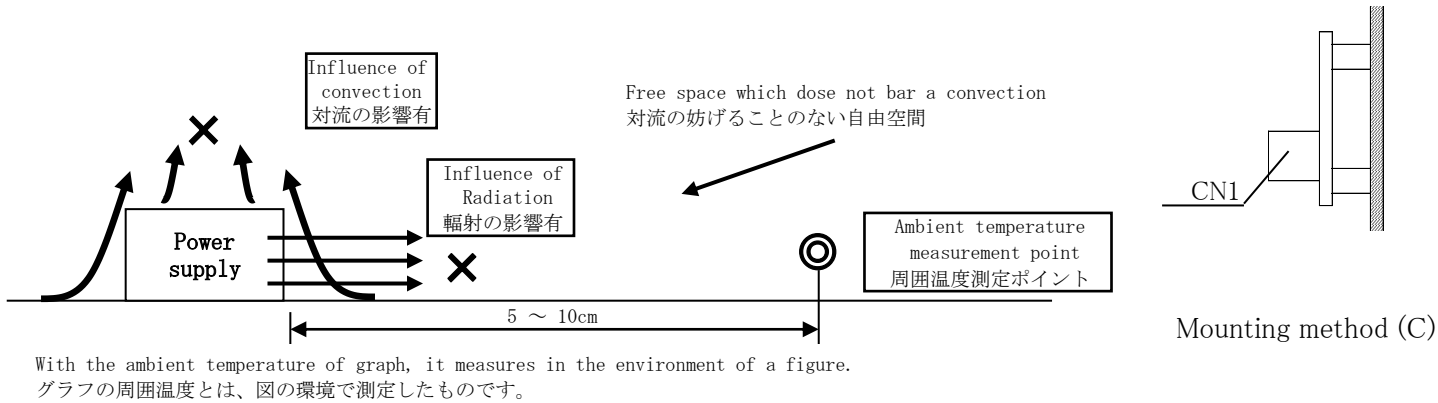 Influence of
convection
対流の影響有
Free space which dose not bar a convection
対流の妨げることのない自由空間
Influence of
Radiation
輻射の影響有
Power
supply
Ambient temperature
measurement point
周囲温度測定ポイント
5 ～ 10cm
With the ambient temperature of graph, it measures in the environment of a figure.
グラフの周囲温度とは、図の環境で測定したものです。
CN1
Mounting method (C)